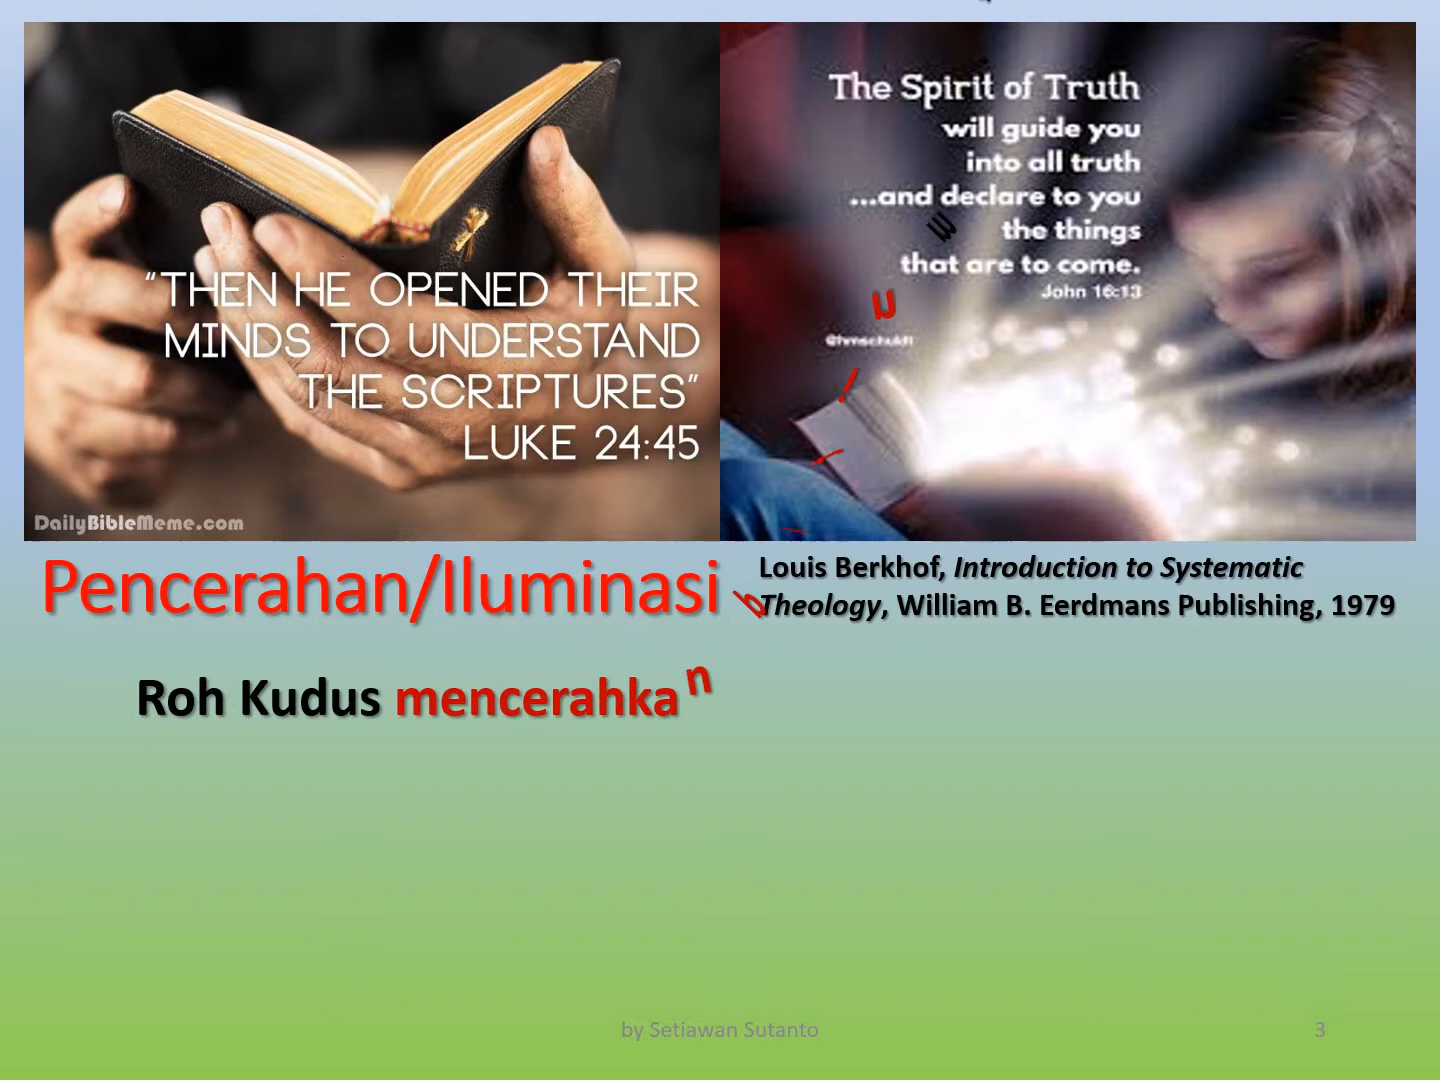 "THEN HE OPENED THEIR
MINDS TO UNDERSTAND
THE SCRIPTURES"
LUKE 24:45
DailyBibleMeme.com
The Spirit of Truth
will guide you
into all truth
...and declare to you
the things
that are to come.
John 16:13
@hmschuldt
Pencerahan/Iluminasi
Louis Berkhof, Introduction to Systematic
Theology, William B. Eerdmans Publishing, 1979
Roh Kudus mencerahkan
by Setiawan Sutanto
3